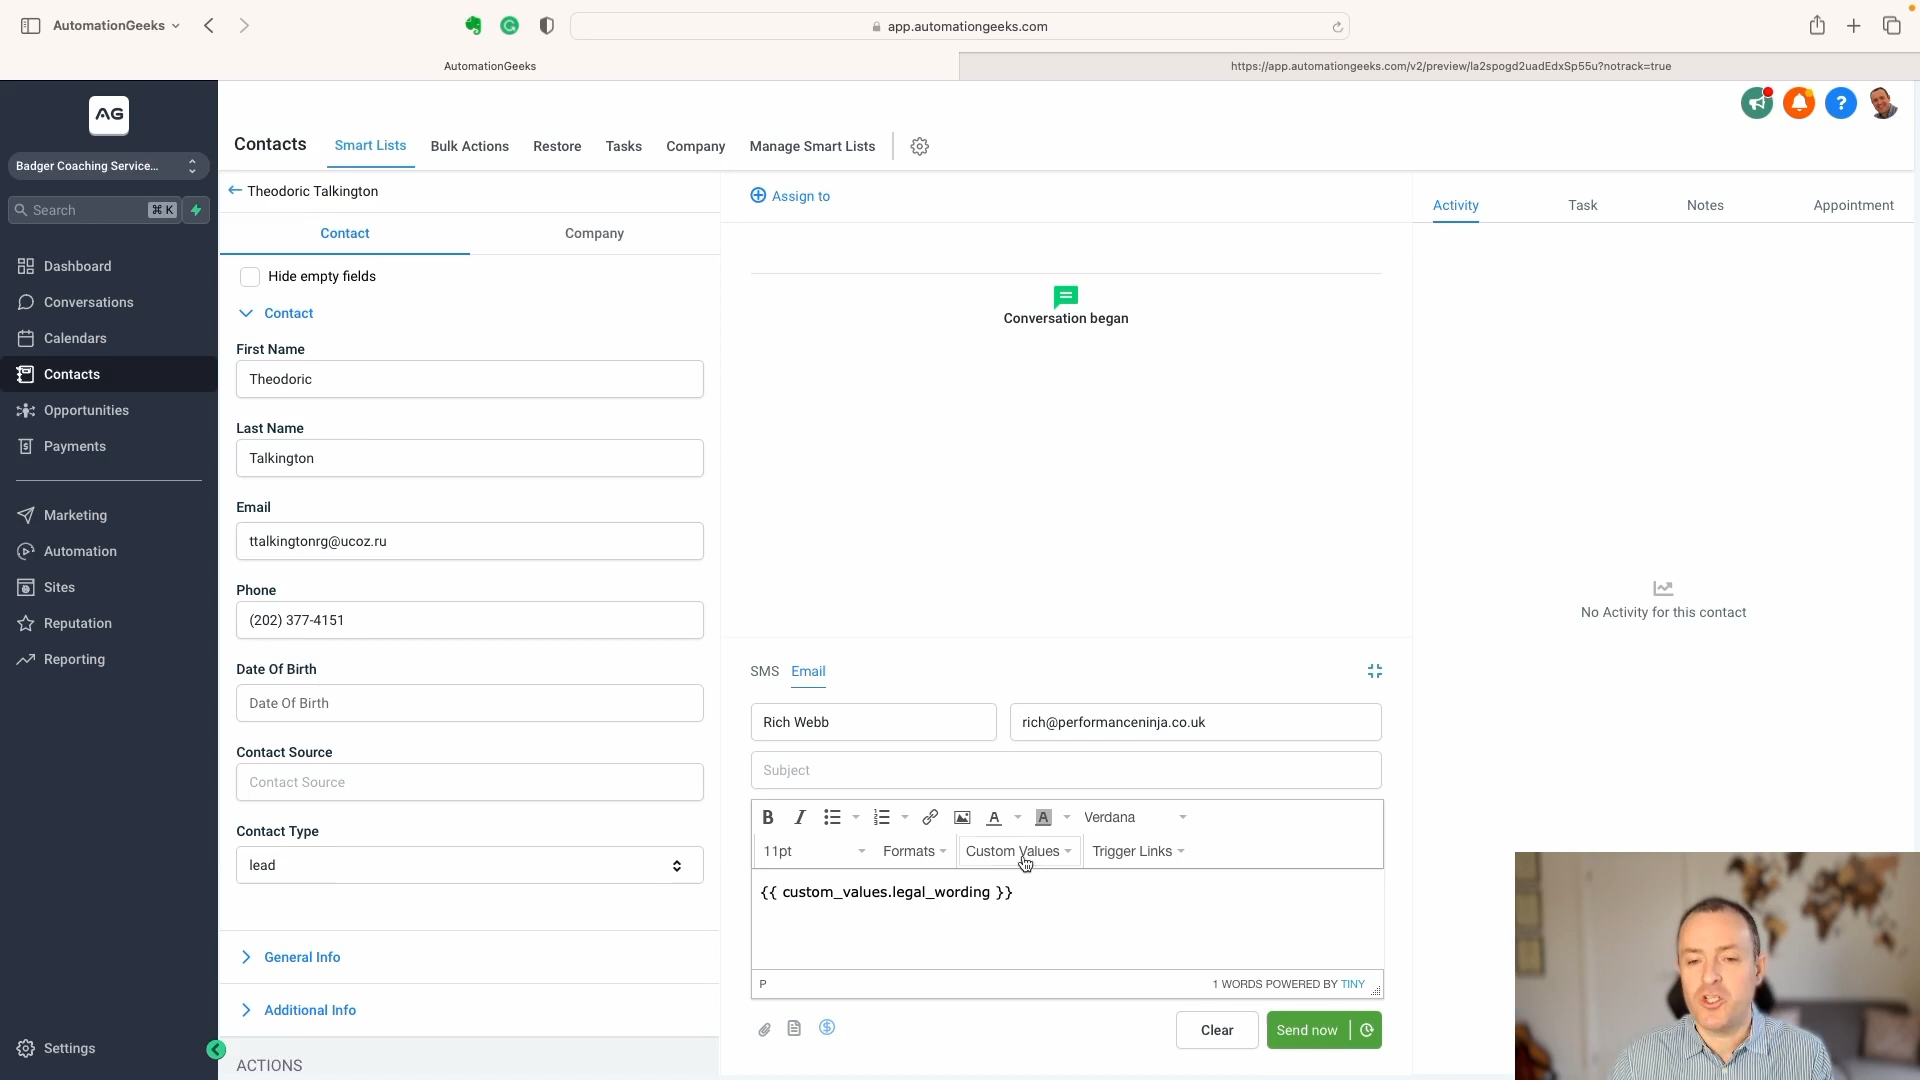 AutomationGeeks
app.automationgeeks.com
AutomationGeeks
https://app.automationgeeks.com/v2/preview/Ia2spogd2uadEdxSp55u?notrack=true
AG
Badger Coaching Service...
Search ⌘ K
Dashboard
Conversations
Calendars
Contacts
Opportunities
Payments
Marketing
Automation
Sites
Reputation
Reporting
Settings
Contacts Smart Lists Bulk Actions Restore Tasks Company Manage Smart Lists
Theodoric Talkington
Contact Company
Hide empty fields
Contact
First Name
Theodoric
Last Name
Talkington
Email
ttalkingtonrg@ucoz.ru
Phone
(202) 377-4151
Date Of Birth
Date Of Birth
Contact Source
Contact Source
Contact Type
lead
General Info
Additional Info
ACTIONS
Assign to
Conversation began
SMS Email
Rich Webb rich@performanceninja.co.uk
Subject
B I A A Verdana
11pt Formats Custom Values Trigger Links
{{ custom_values.legal_wording }}
P 1 WORDS POWERED BY TINY
Clear Send now
Activity Task Notes Appointment
No Activity for this contact